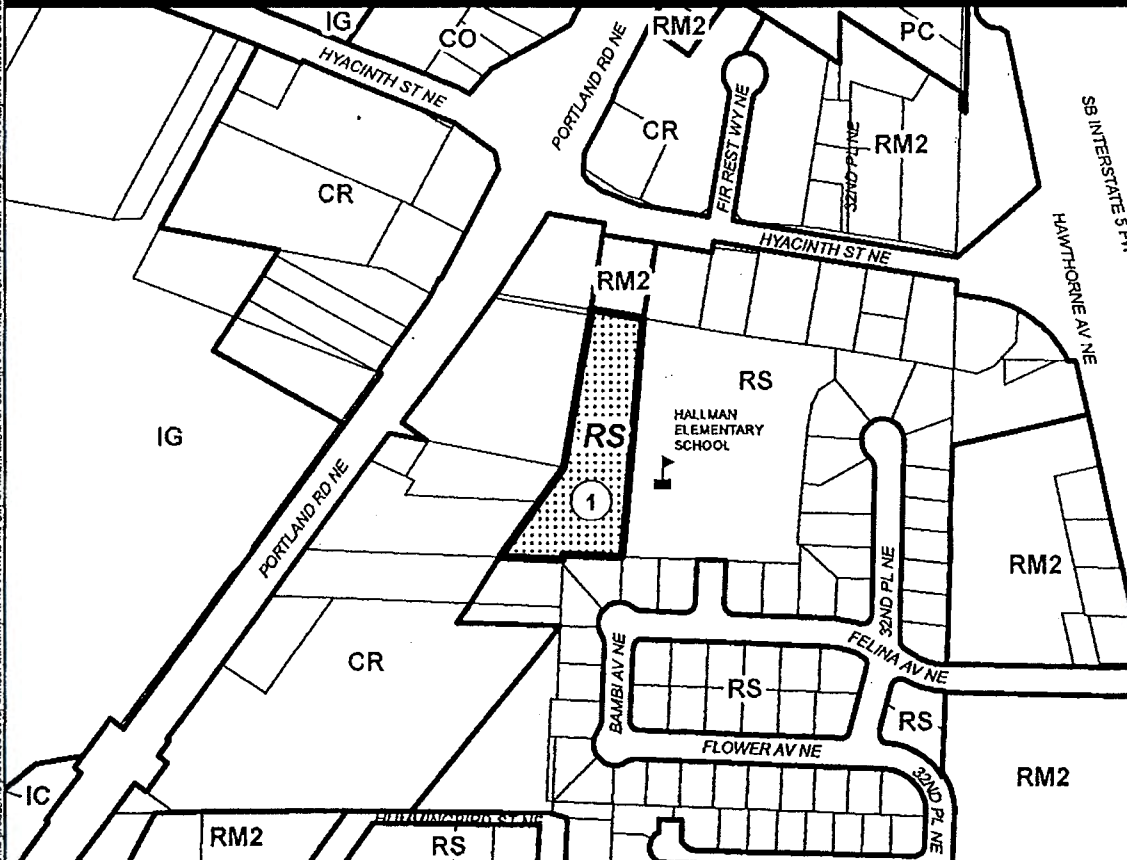 IG
CO
RM2
PC
HYACINTH ST NE
PORTLAND RD NE
CR
FIR REST WY NE
32ND PL NE
RM2
SB INTERSTATE 5
CR
HYACINTH ST NE
HAWTHORNE AV NE
RM2
RS
HALLMAN
ELEMENTARY
SCHOOL
RS
IG
1
PORTLAND RD NE
32ND PL NE
RM2
FELINA AV NE
CR
BAMBI AV NE
RS
RS
FLOWER AV NE
32ND PL NE
RM2
IC
HUMMINGBIRD ST NE
RM2
RS